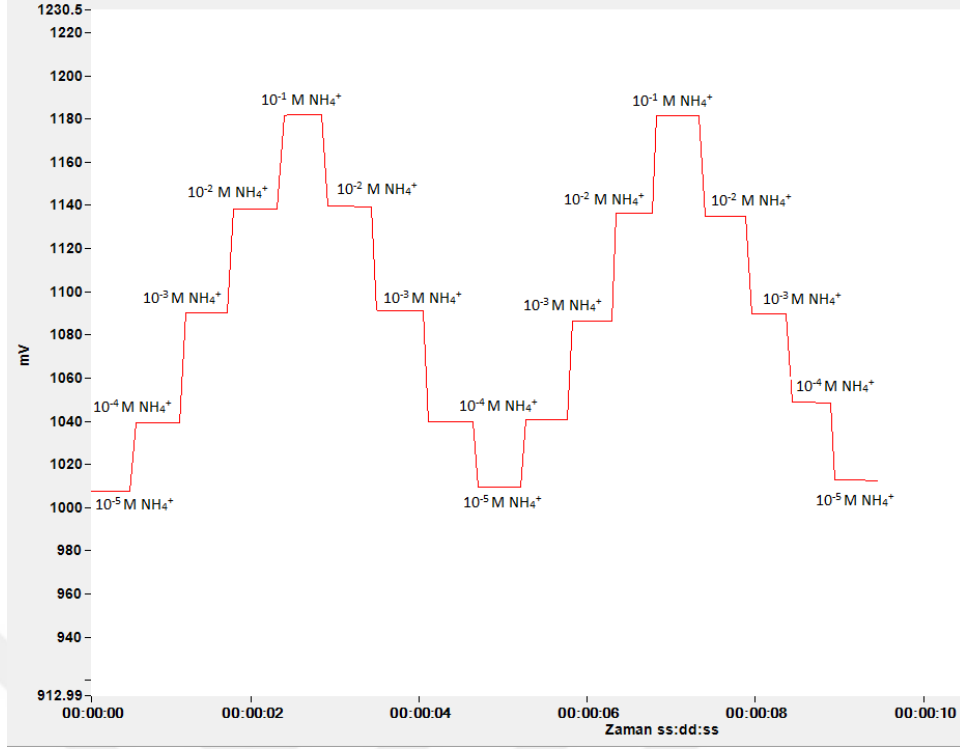 1230.5
1220
1200
1180
1160
1140
1120
1100
1080
1060
1040
1020
1000
980
960
940
912.99
mV
10⁻⁵ M NH₄⁺
10⁻⁴ M NH₄⁺
10⁻³ M NH₄⁺
10⁻² M NH₄⁺
10⁻¹ M NH₄⁺
10⁻² M NH₄⁺
10⁻³ M NH₄⁺
10⁻⁴ M NH₄⁺
10⁻⁵ M NH₄⁺
10⁻³ M NH₄⁺
10⁻² M NH₄⁺
10⁻¹ M NH₄⁺
10⁻² M NH₄⁺
10⁻³ M NH₄⁺
10⁻⁴ M NH₄⁺
10⁻⁵ M NH₄⁺
00:00:00 00:00:02 00:00:04 00:00:06 00:00:08 00:00:10
Zaman ss:dd:ss